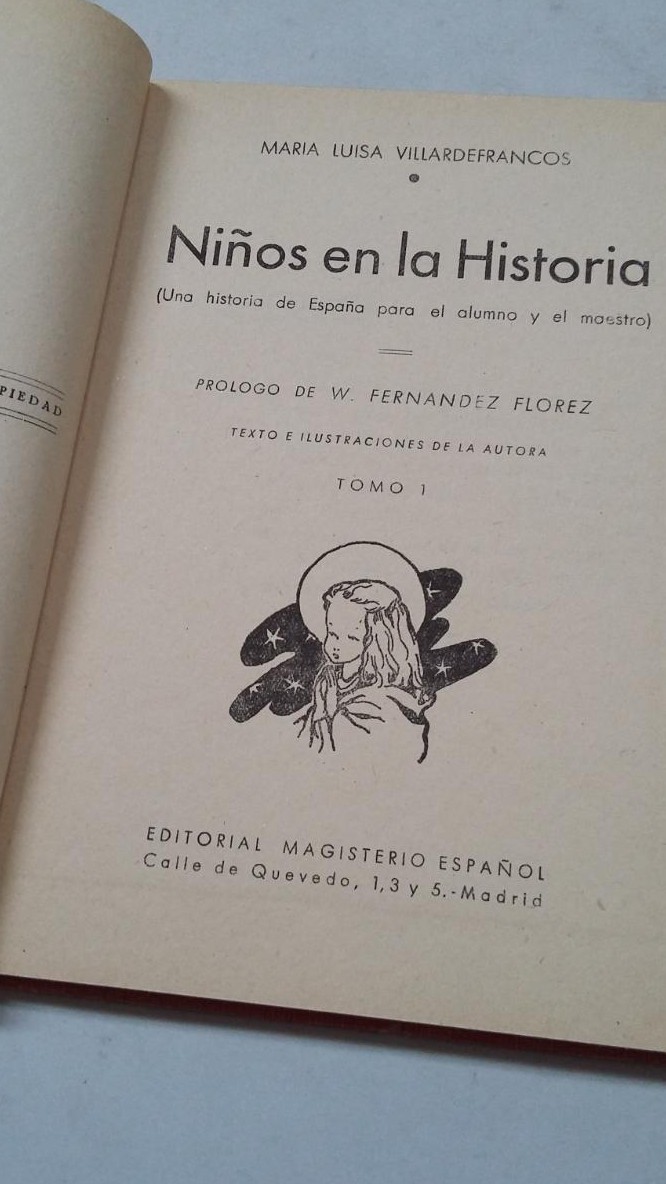 PIEDAD
MARIA LUISA VILLARDEFRANCOS
Niños en la Historia
(Una historia de España para el alumno y el maestro)
PROLOGO DE W. FERNANDEZ FLOREZ
TEXTO E ILUSTRACIONES DE LA AUTORA
TOMO 1
EDITORIAL MAGISTERIO ESPAÑOL
Calle de Quevedo, 1, 3 y 5.-Madrid